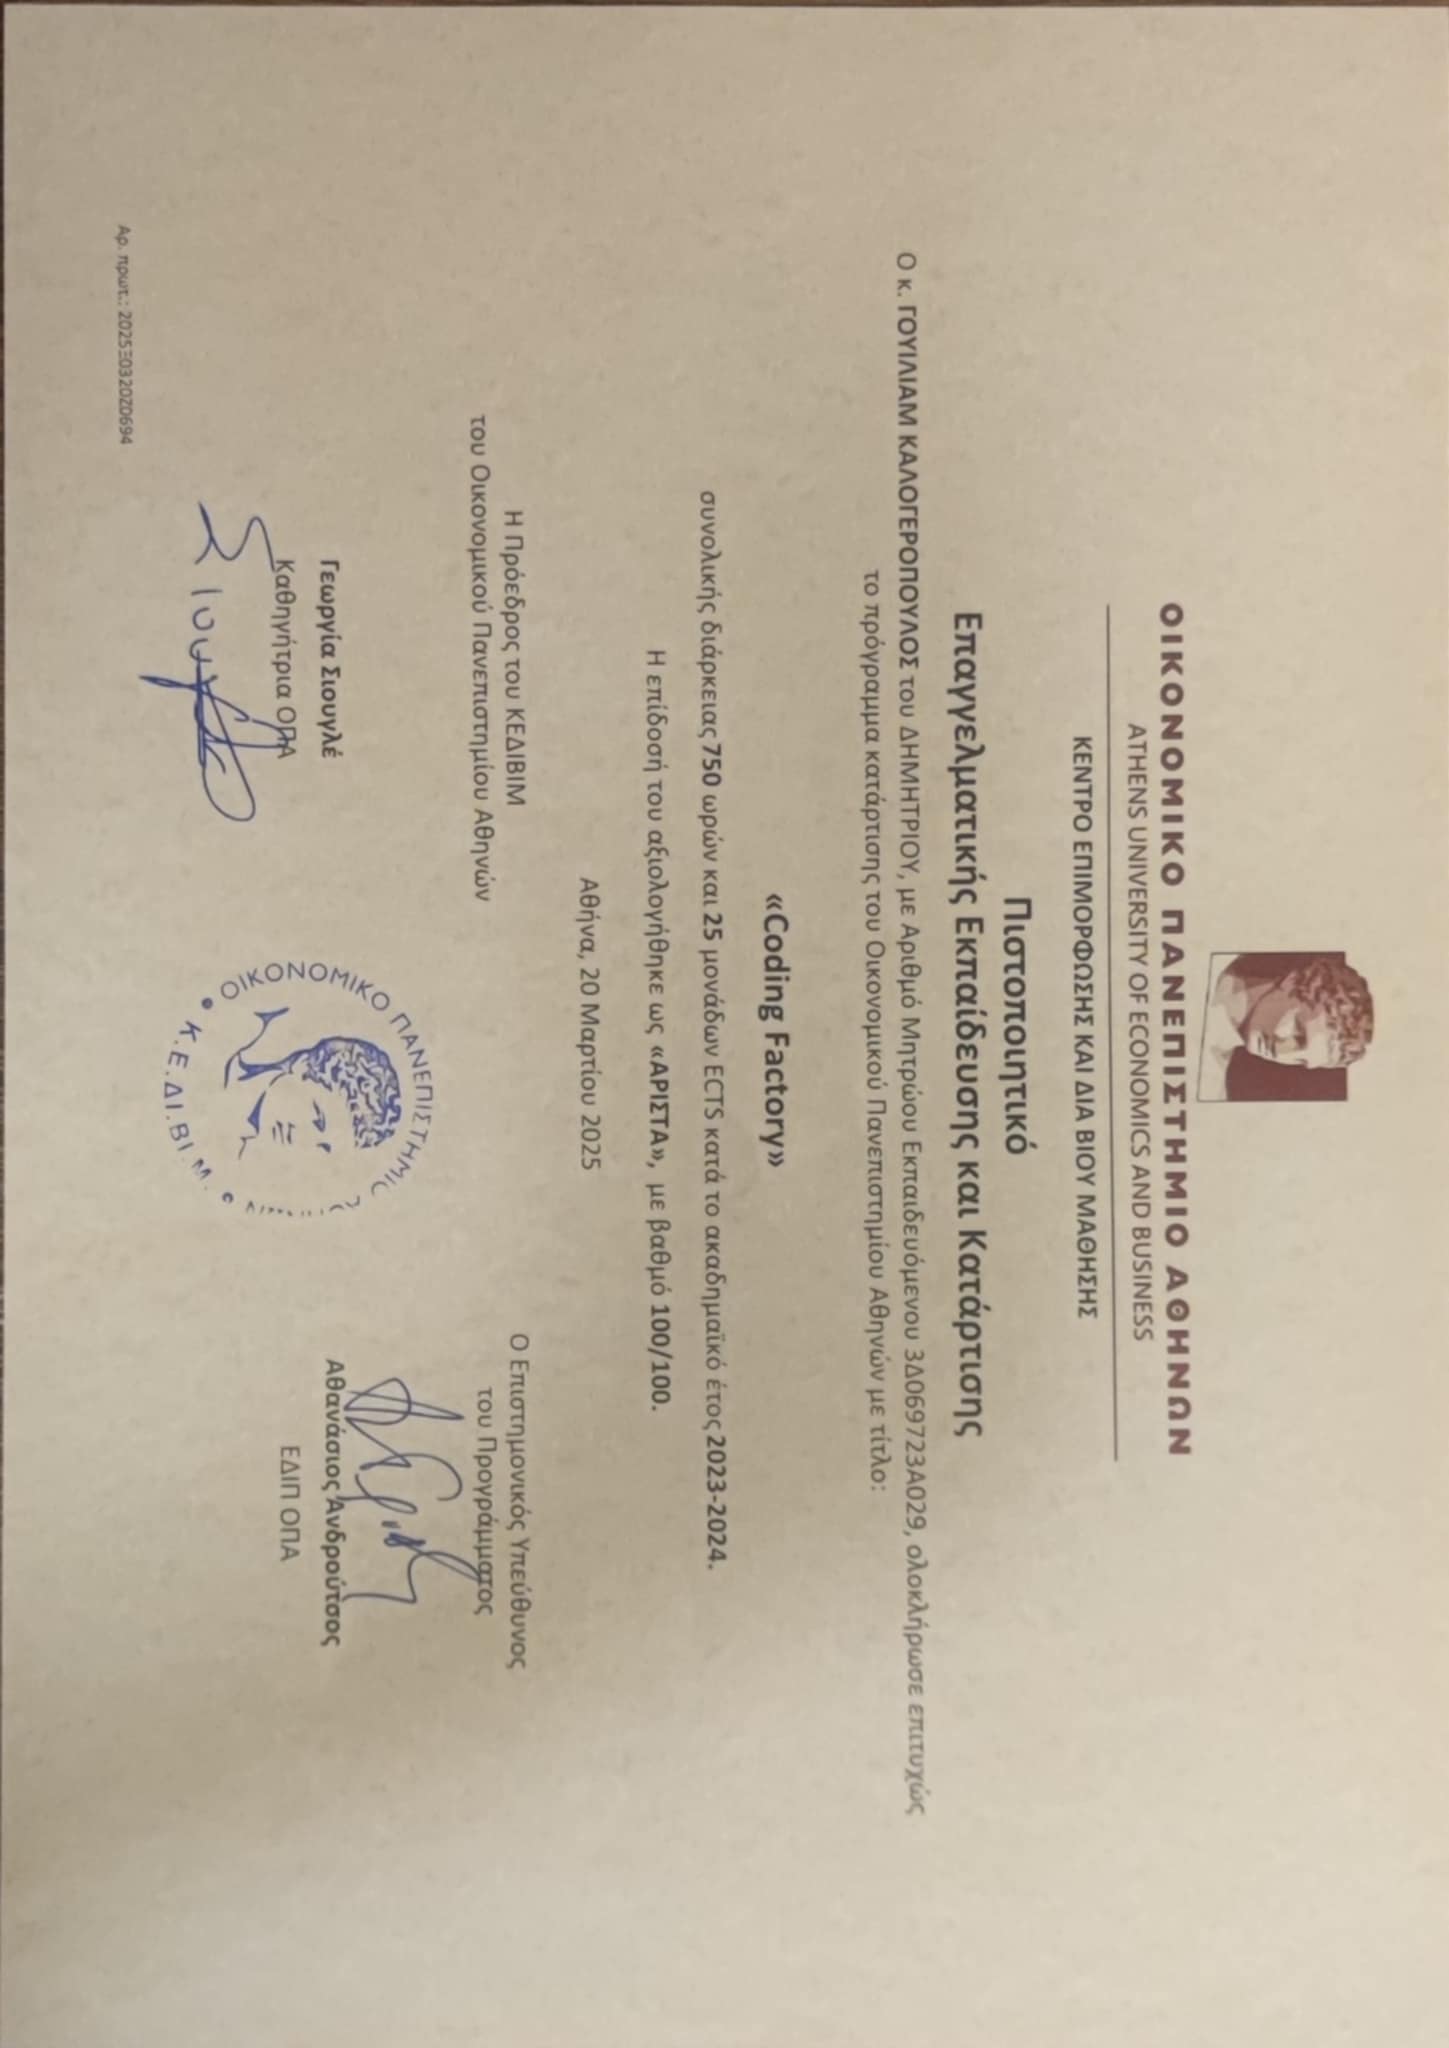 ΟΙΚΟΝΟΜΙΚΟ ΠΑΝΕΠΙΣΤΗΜΙΟ ΑΘΗΝΩΝ
ATHENS UNIVERSITY OF ECONOMICS AND BUSINESS
ΚΕΝΤΡΟ ΕΠΙΜΟΡΦΩΣΗΣ ΚΑΙ ΔΙΑ ΒΙΟΥ ΜΑΘΗΣΗΣ
Πιστοποιητικό
Επαγγελματικής Εκπαίδευσης και Κατάρτισης
Ο κ. ΓΟΥΙΛΙΑΜ ΚΑΛΟΓΕΡΟΠΟΥΛΟΣ του ΔΗΜΗΤΡΙΟΥ, με Αριθμό Μητρώου Εκπαιδευόμενου 3Δ069723Α029, ολοκλήρωσε επιτυχώς
το πρόγραμμα κατάρτισης του Οικονομικού Πανεπιστημίου Αθηνών με τίτλο:
«Coding Factory»
συνολικής διάρκειας 750 ωρών και 25 μονάδων ECTS κατά το ακαδημαϊκό έτος 2023-2024.
Η επίδοσή του αξιολογήθηκε ως «ΑΡΙΣΤΑ», με βαθμό 100/100.
Αθήνα, 20 Μαρτίου 2025
Η Πρόεδρος του ΚΕΔΙΒΙΜ
του Οικονομικού Πανεπιστημίου Αθηνών
Ο Επιστημονικός Υπεύθυνος
του Προγράμματος
Γεωργία Σιουγλέ
Καθηγήτρια ΟΠΑ
Σιουγλέ
ΟΙΚΟΝΟΜΙΚΟ ΠΑΝΕΠΙΣΤΗΜΙΟ
Κ.Ε.ΔΙ.ΒΙ.Μ.
Αθανάσιος Ανδρούτσος
ΕΔΙΠ ΟΠΑ
Αρ. πρωτ.: 2025Ξ0320Ζ0694